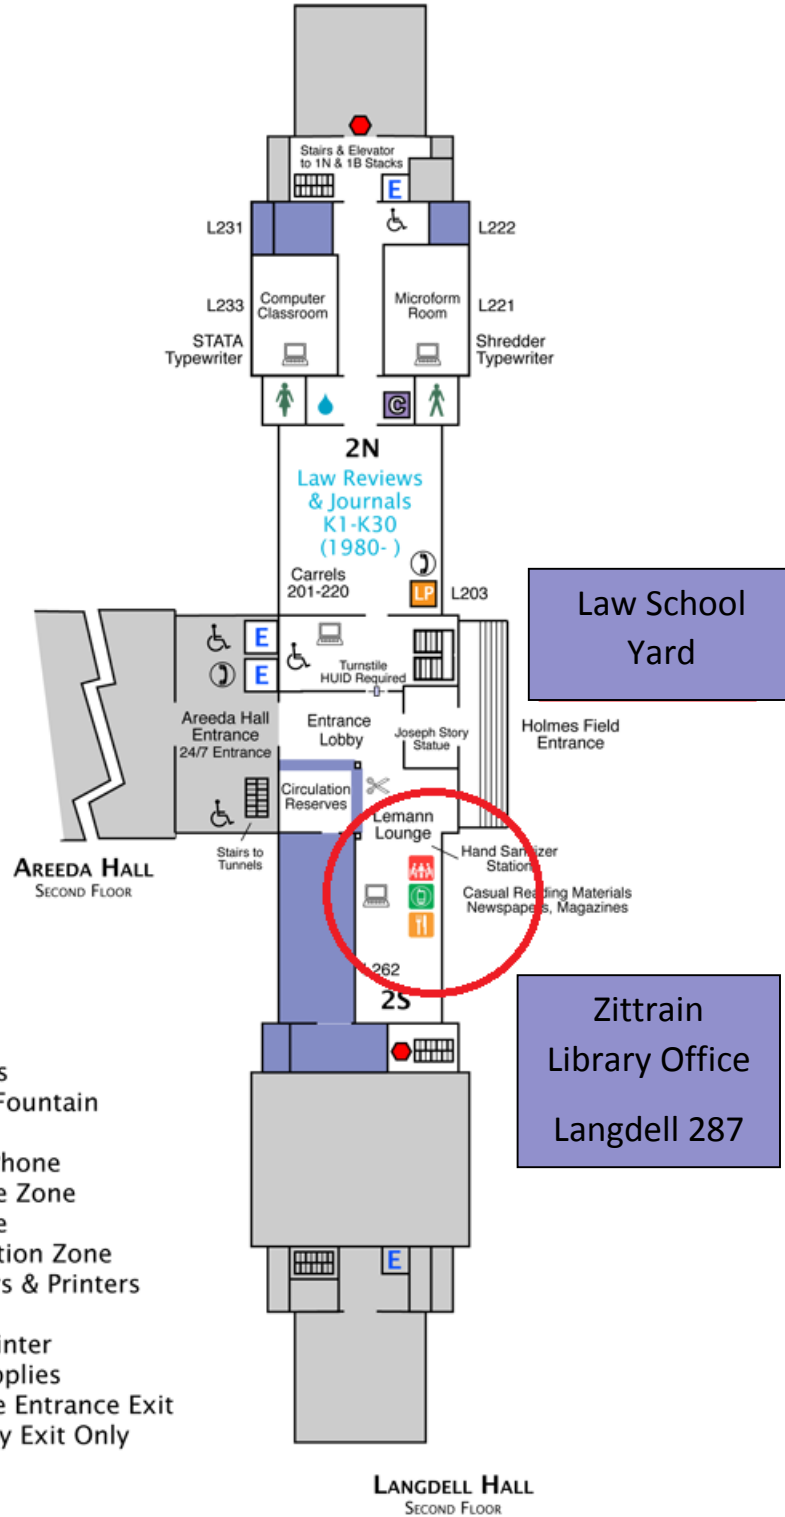 Stairs & Elevator
to 1N & 1B Stacks
E
L231
L222
L233
Computer
Classroom
Microform
Room
L221
STATA
Typewriter
Shredder
Typewriter
C
2N
Law Reviews
& Journals
K1-K30
(1980- )
Carrels
201-220
LP
L203
Law School
Yard
E
E
Turnstile
HUID Required
Areeda Hall
Entrance
24/7 Entrance
Entrance
Lobby
Joseph Story
Statue
Holmes Field
Entrance
Circulation
Reserves
Lemann
Lounge
Stairs to
Tunnels
Hand Sanitizer
Station
AREEDA HALL
SECOND FLOOR
Casual Reading Materials
Newspapers, Magazines
L262
2S
Zittrain
Library Office
Langdell 287
s
Fountain
hone
e Zone
e
tion Zone
rs & Printers
inter
pplies
e Entrance Exit
y Exit Only
E
LANGDELL HALL
SECOND FLOOR